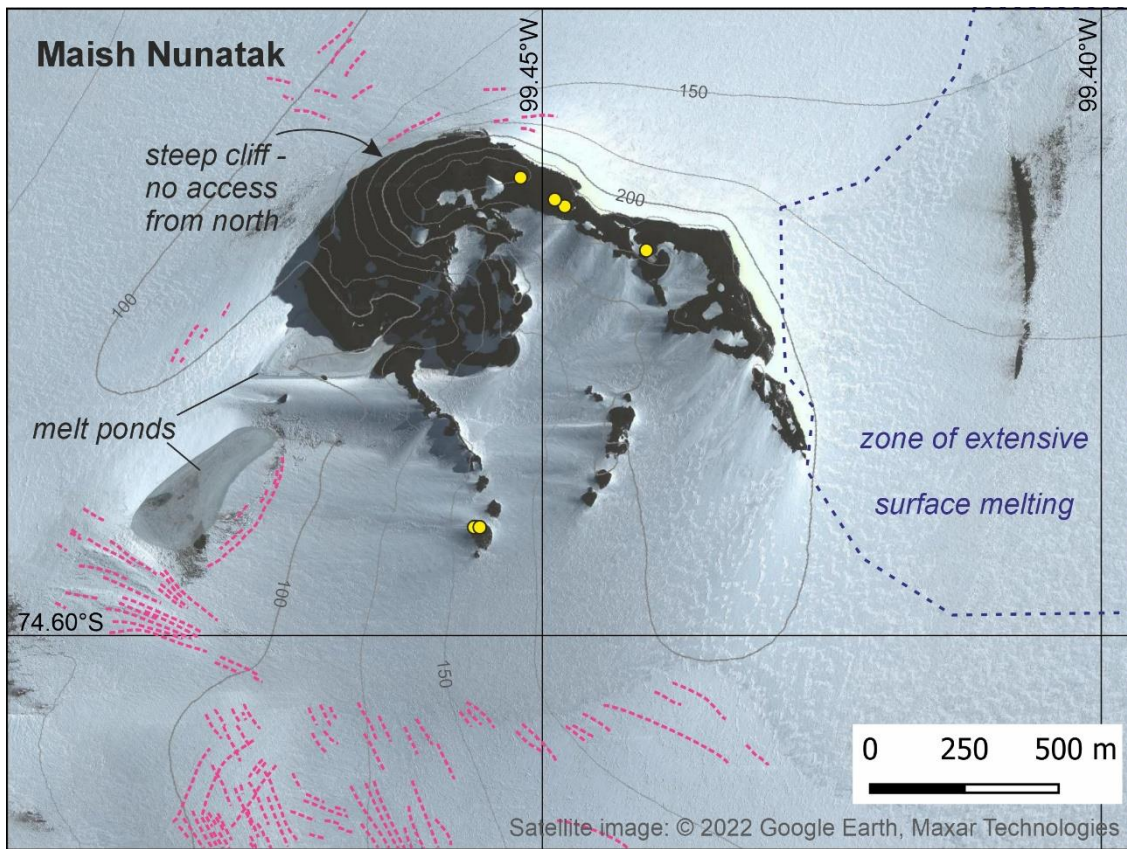 Maish Nunatak
99.45°W
99.40°W
150
steep cliff -
no access
from north
200
100
melt ponds
zone of extensive
surface melting
100
74.60°S
150
0 250 500 m
Satellite image: © 2022 Google Earth, Maxar Technologies